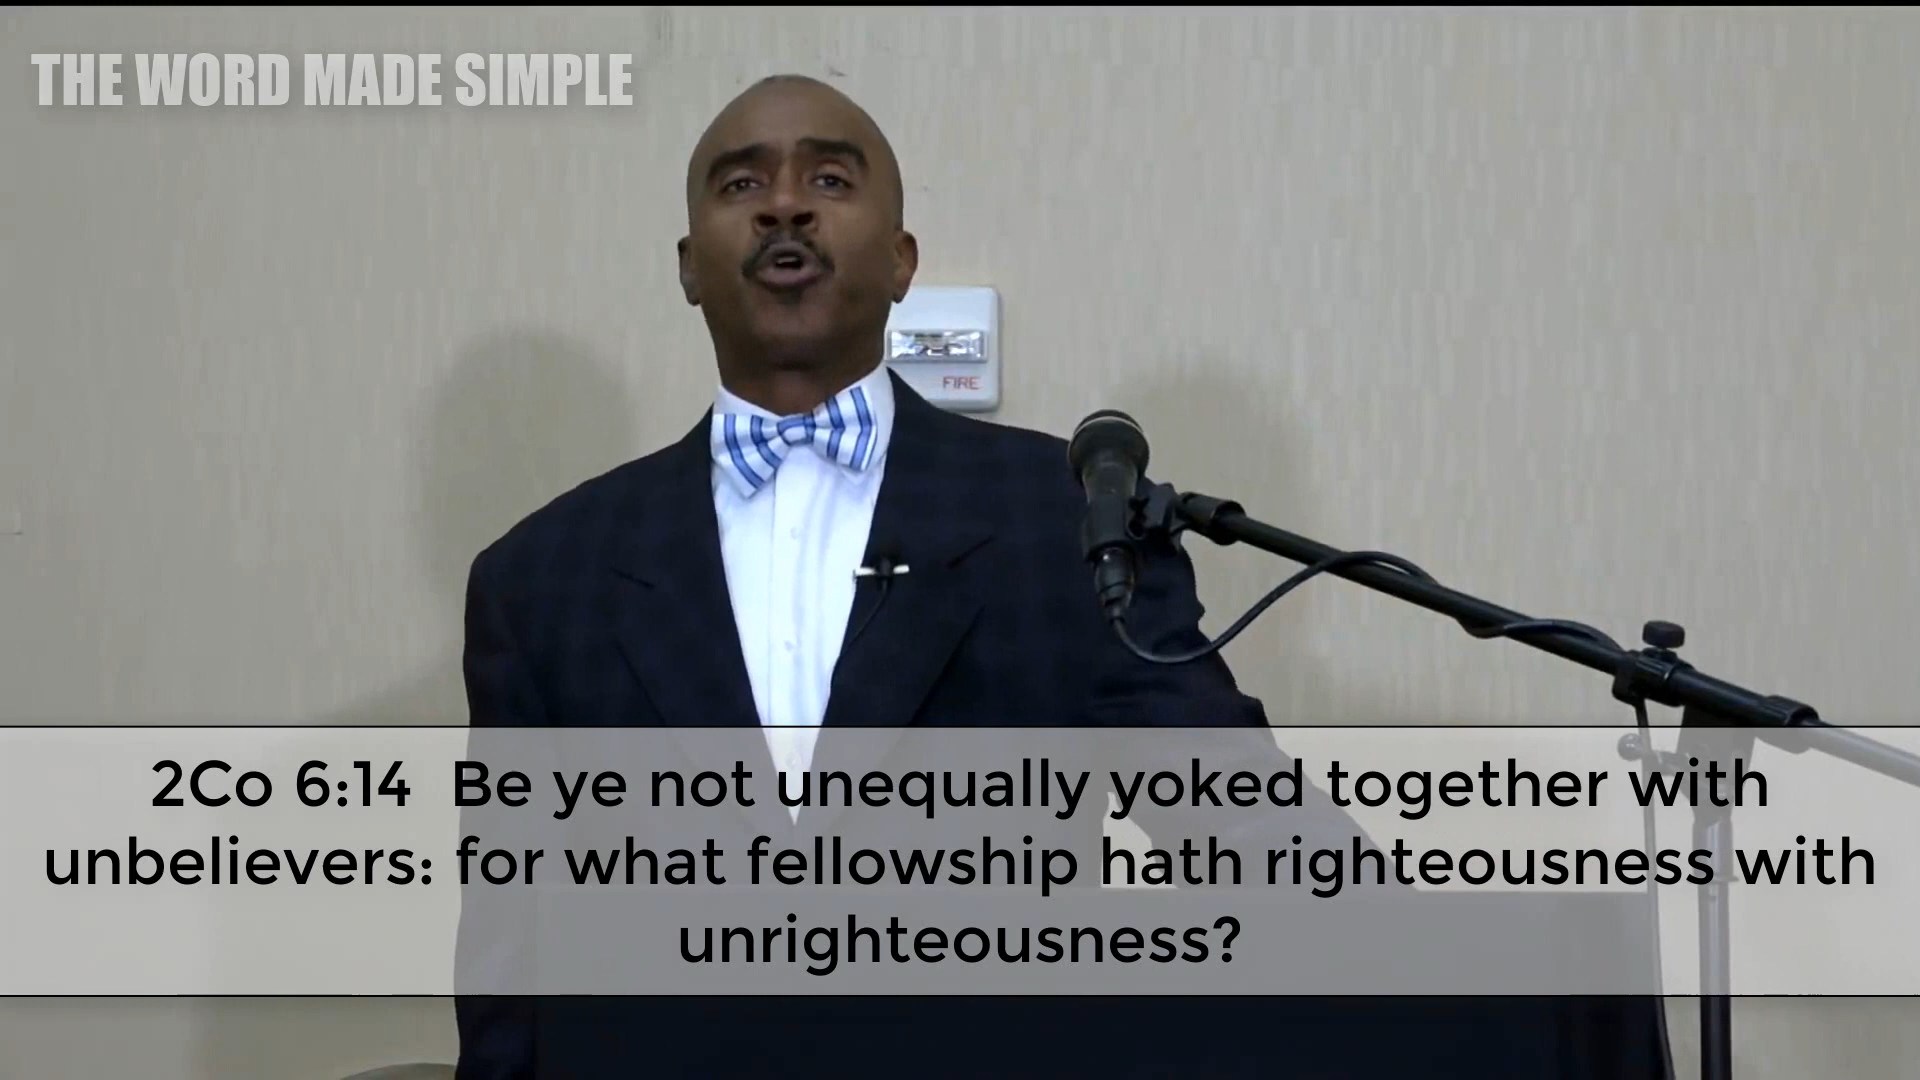 THE WORD MADE SIMPLE
FIRE
2Co 6:14 Be ye not unequally yoked together with
unbelievers: for what fellowship hath righteousness with
unrighteousness?